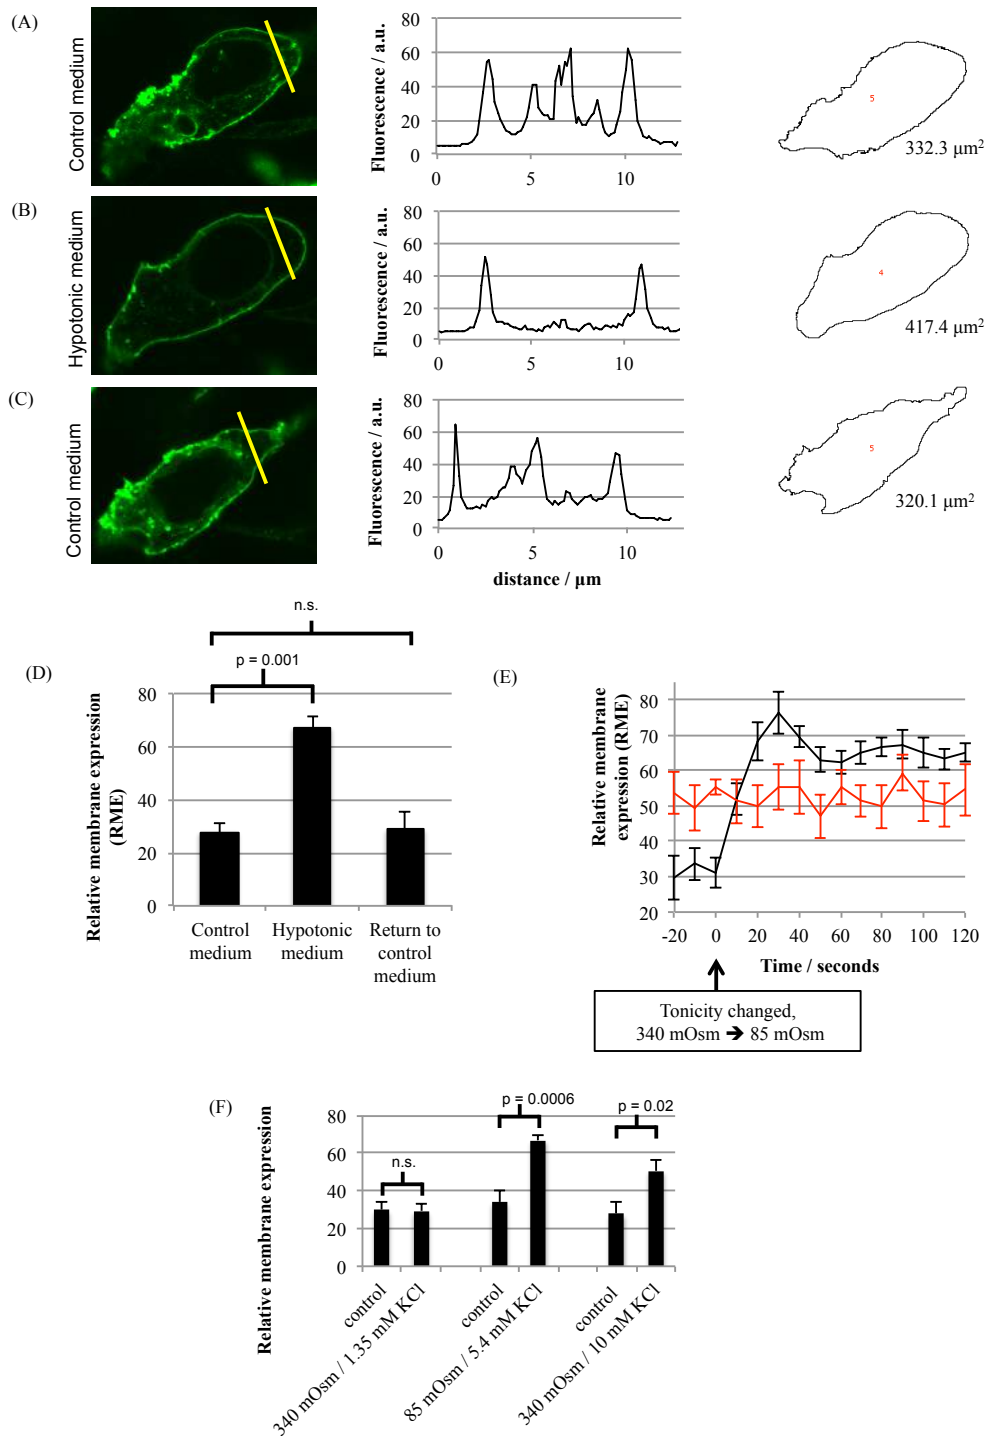 (A)
Control medium
Fluorescence / a.u.
80
60
40
20
0
0 5 10
5
332.3 µm²
(B)
Hypotonic medium
Fluorescence / a.u.
80
60
40
20
0
0 5 10
4
417.4 µm²
(C)
Control medium
Fluorescence / a.u.
80
60
40
20
0
0 5 10
distance / µm
5
320.1 µm²
(D)
n.s.
p = 0.001
Relative membrane expression
(RME)
80
60
40
20
0
Control
medium
Hypotonic
medium
Return to
control
medium
(E)
Relative membrane
expression (RME)
80
70
60
50
40
30
20
-20 0 20 40 60 80 100 120
Time / seconds
Tonicity changed,
340 mOsm ➔ 85 mOsm
(F)
Relative membrane expression
80
60
40
20
0
n.s.
p = 0.0006
p = 0.02
control
340 mOsm / 1.35 mM KCl
control
85 mOsm / 5.4 mM KCl
control
340 mOsm / 10 mM KCl